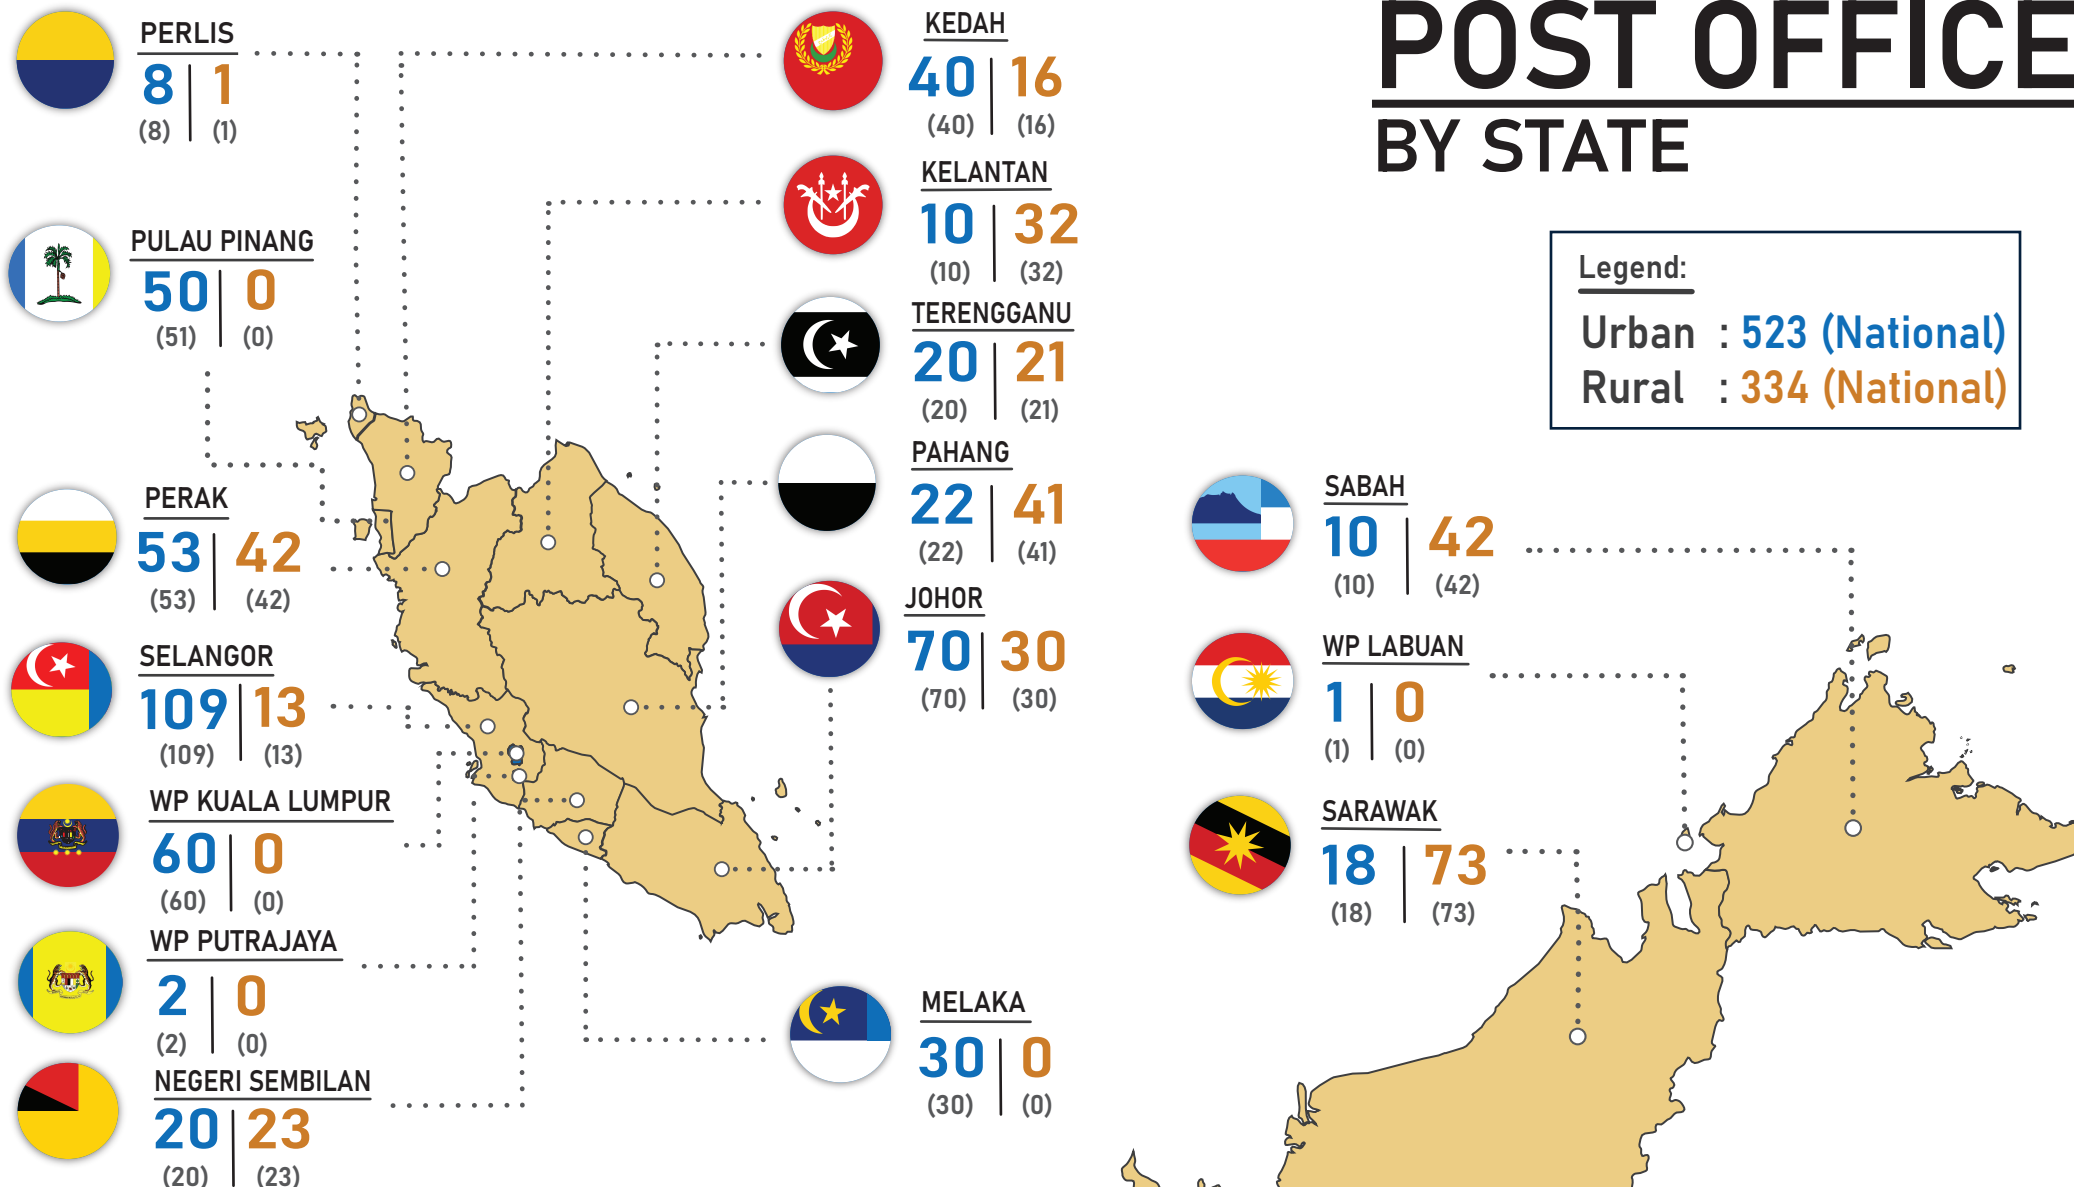 POST OFFICE
BY STATE
Legend:
Urban : 523 (National)
Rural : 334 (National)
PERLIS
8 | 1
(8) (1)
PULAU PINANG
50 | 0
(51) (0)
PERAK
53 | 42
(53) (42)
SELANGOR
109 | 13
(109) (13)
WP KUALA LUMPUR
60 | 0
(60) (0)
WP PUTRAJAYA
2 | 0
(2) (0)
NEGERI SEMBILAN
20 | 23
(20) (23)
KEDAH
40 | 16
(40) (16)
KELANTAN
10 | 32
(10) (32)
TERENGGANU
20 | 21
(20) (21)
PAHANG
22 | 41
(22) (41)
JOHOR
70 | 30
(70) (30)
MELAKA
30 | 0
(30) (0)
SABAH
10 | 42
(10) (42)
WP LABUAN
1 | 0
(1) (0)
SARAWAK
18 | 73
(18) (73)